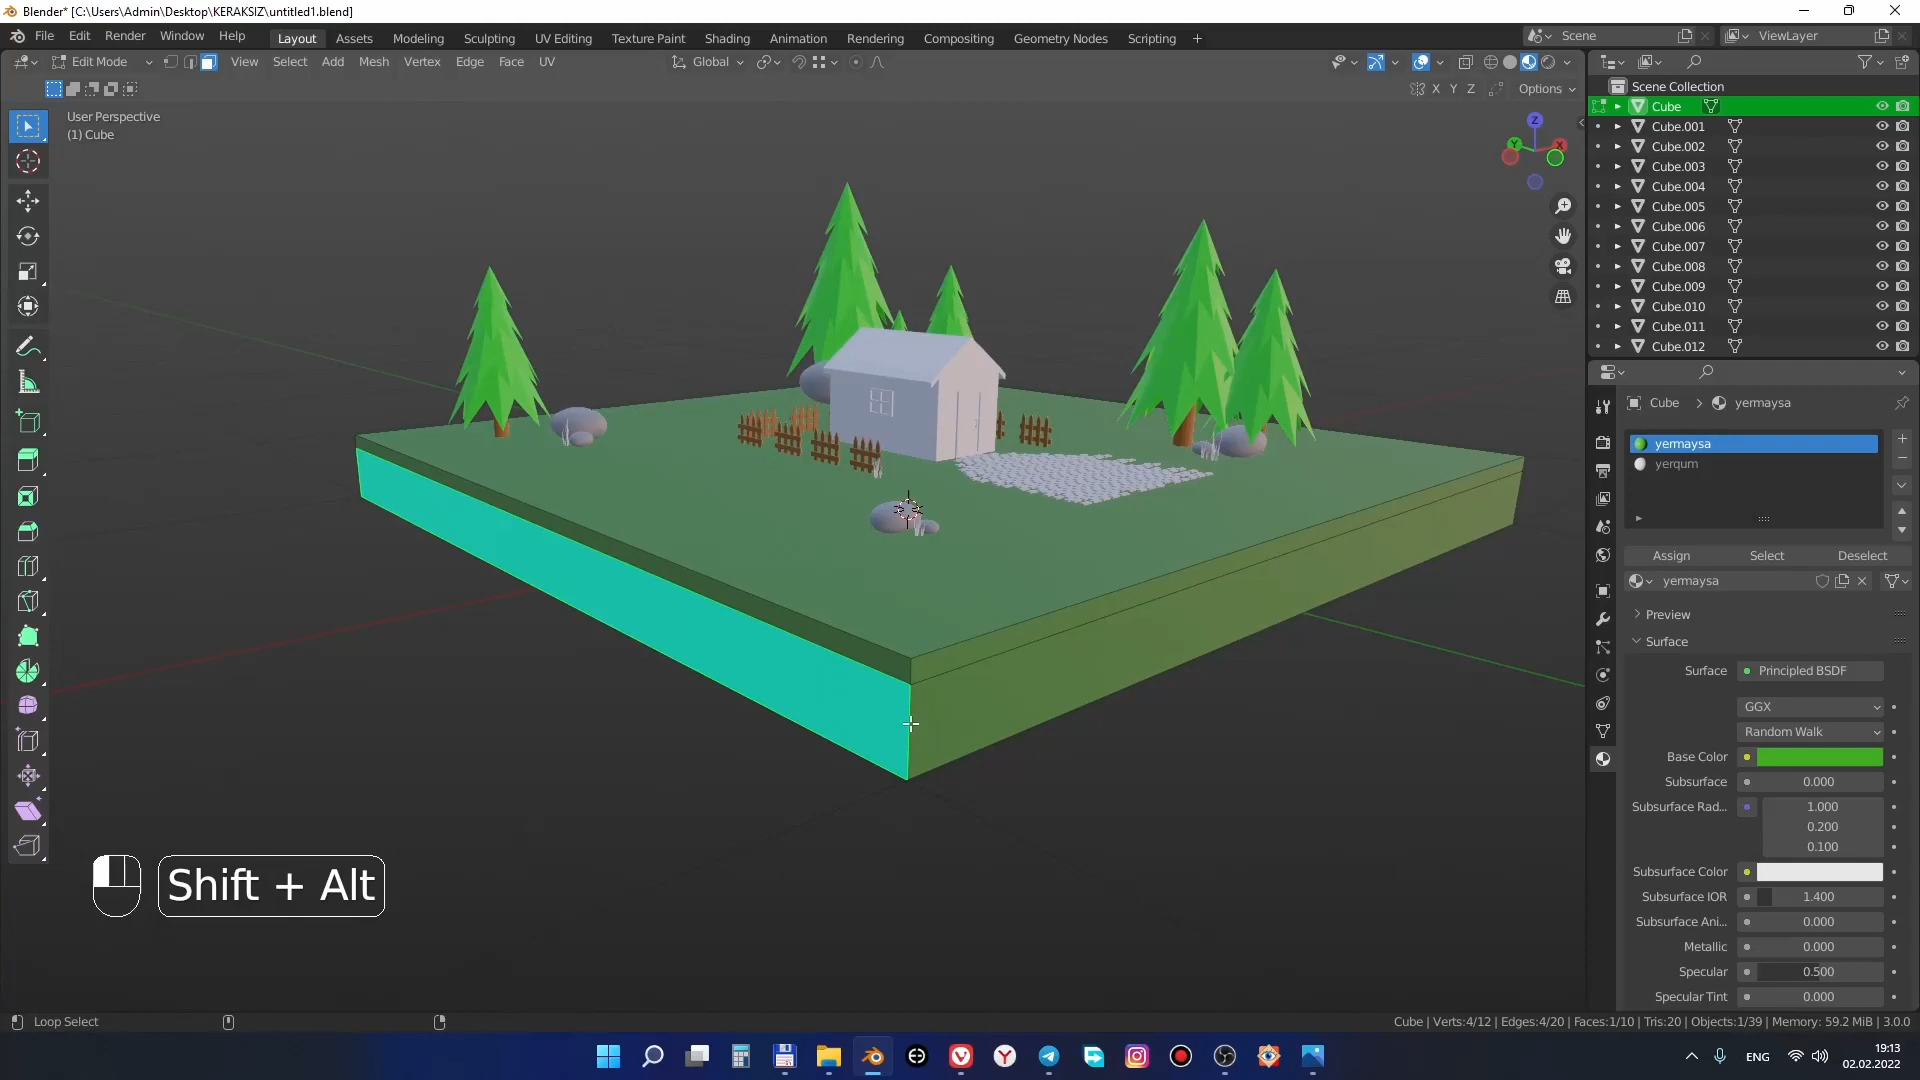 Blender* [C:\Users\Admin\Desktop\KERAKSIZ\untitled1.blend]
File Edit Render Window Help Layout Assets Modeling Sculpting UV Editing Texture Paint Shading Animation Rendering Compositing Geometry Nodes Scripting + Scene ViewLayer
Edit Mode View Select Add Mesh Vertex Edge Face UV Global
X Y Z Options
User Perspective
(1) Cube
Z
Y X
Scene Collection
Cube
Cube.001
Cube.002
Cube.003
Cube.004
Cube.005
Cube.006
Cube.007
Cube.008
Cube.009
Cube.010
Cube.011
Cube.012
Cube > yermaysa
yermaysa
yerqum
Assign Select Deselect
yermaysa
Preview
Surface
Surface Principled BSDF
GGX
Random Walk
Base Color
Subsurface 0.000
Subsurface Rad... 1.000
0.200
0.100
Subsurface Color
Subsurface IOR 1.400
Subsurface Ani... 0.000
Metallic 0.000
Specular 0.500
Specular Tint 0.000
Shift + Alt
Loop Select
Cube | Verts:4/12 | Edges:4/20 | Faces:1/10 | Tris:20 | Objects:1/39 | Memory: 59.2 MiB | 3.0.0
ENG
19:13
02.02.2022